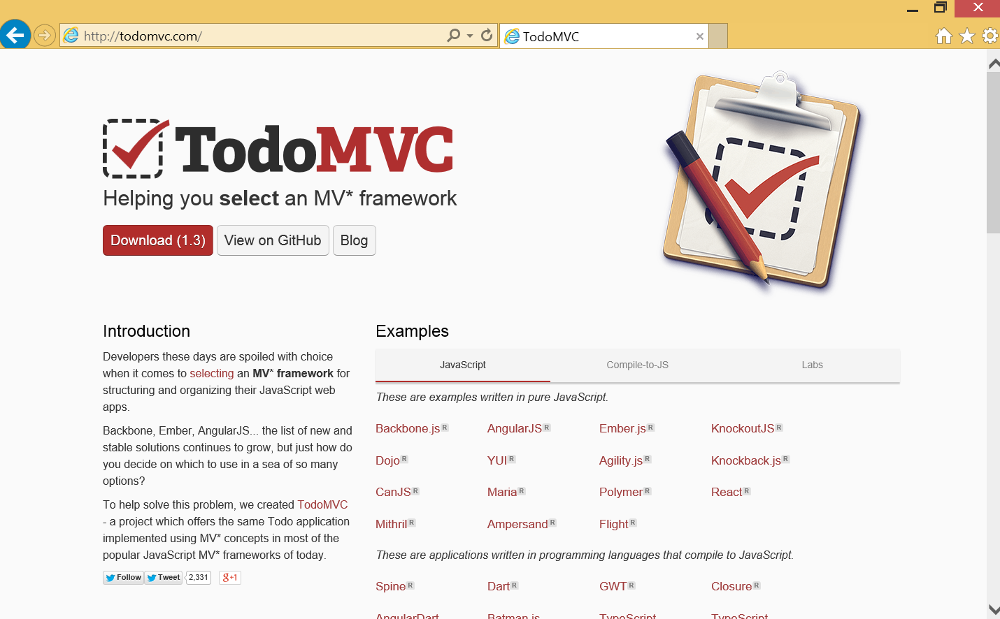 http://todomvc.com/
TodoMVC
TodoMVC
Helping you select an MV* framework
Download (1.3)
View on GitHub
Blog
Introduction
Developers these days are spoiled with choice
when it comes to selecting an MV* framework for
structuring and organizing their JavaScript web
apps.
Backbone, Ember, AngularJS... the list of new and
stable solutions continues to grow, but just how do
you decide on which to use in a sea of so many
options?
To help solve this problem, we created TodoMVC
- a project which offers the same Todo application
implemented using MV* concepts in most of the
popular JavaScript MV* frameworks of today.
Follow Tweet 2,331 g+1
Examples
JavaScript Compile-to-JS Labs
These are examples written in pure JavaScript.
Backbone.js R AngularJS R Ember.js R KnockoutJS R
Dojo R YUI R Agility.js R Knockback.js R
CanJS R Maria R Polymer R React R
Mithril R Ampersand R Flight R
These are applications written in programming languages that compile to JavaScript.
Spine R Dart R GWT R Closure R
AngularDart Batman.js TypeScript TypeScript